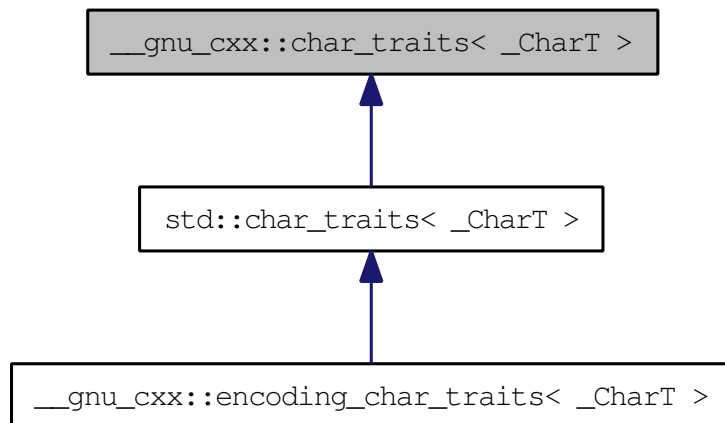 __gnu_cxx::char_traits< _CharT >
std::char_traits< _CharT >
__gnu_cxx::encoding_char_traits< _CharT >